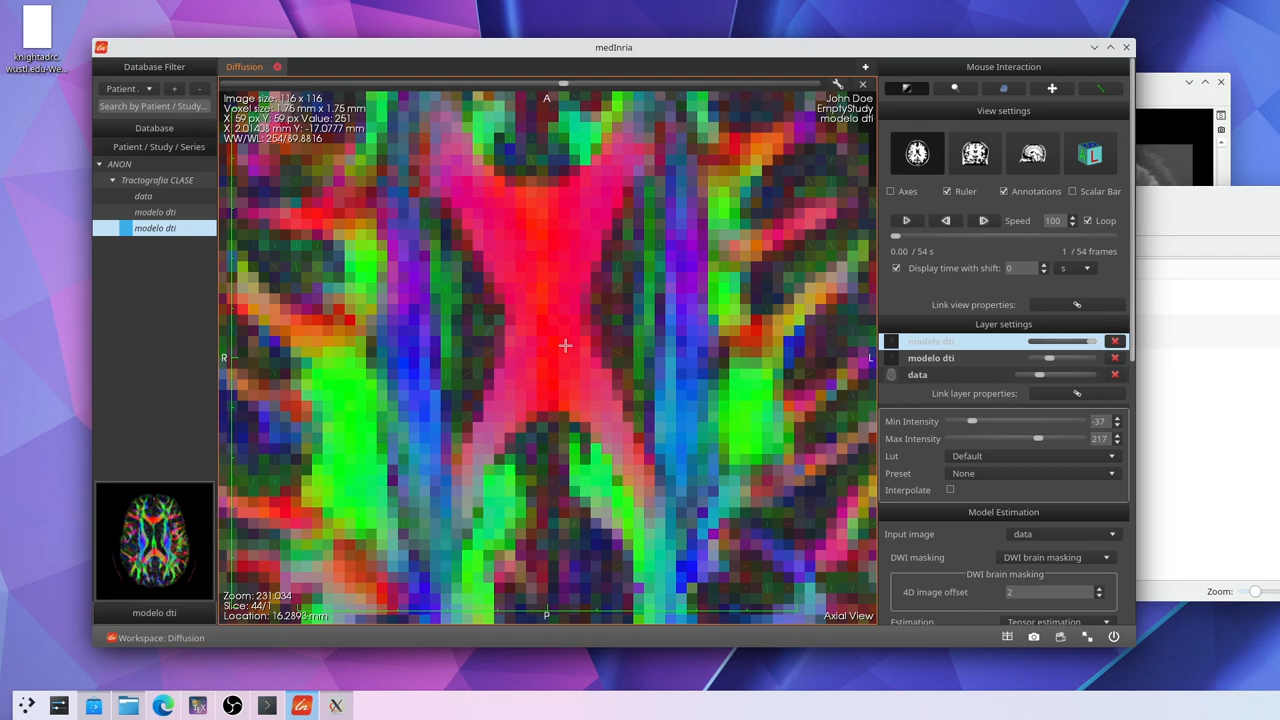 knightadrc.
wustl.edu-We...
medInria
Database Filter
Patient .
+
-
Search by Patient / Study...
Database
Patient / Study / Series
ANON
Tractografia CLASE
data
modelo dti
modelo dti
modelo dti
Workspace: Diffusion
Diffusion
+
Image size: 116 x 116
Voxel size: 1.75 mm x 1.75 mm
X: 59 px Y: 59 px Value: 251
X: 2.01408 mm Y: -17.0777 mm
WW/WL: 254/89.8816
A
John Doe
EmptyStudy
modelo dti
R
L
Zoom: 231.034
Slice: 44/1
Location: 16.2893 mm
P
Axial View
Mouse Interaction
View settings
Axes
Ruler
Annotations
Scalar Bar
Speed
100
Loop
0.00 / 54 s
1 / 54 frames
Display time with shift:
0
s
Link view properties:
Layer settings
modelo dti
modelo dti
data
Link layer properties:
Min Intensity
-37
Max Intensity
217
Lut
Default
Preset
None
Interpolate
Model Estimation
Input image
data
DWI masking
DWI brain masking
DWI brain masking
4D image offset
2
Estimation
Tensor estimation
Zoom: